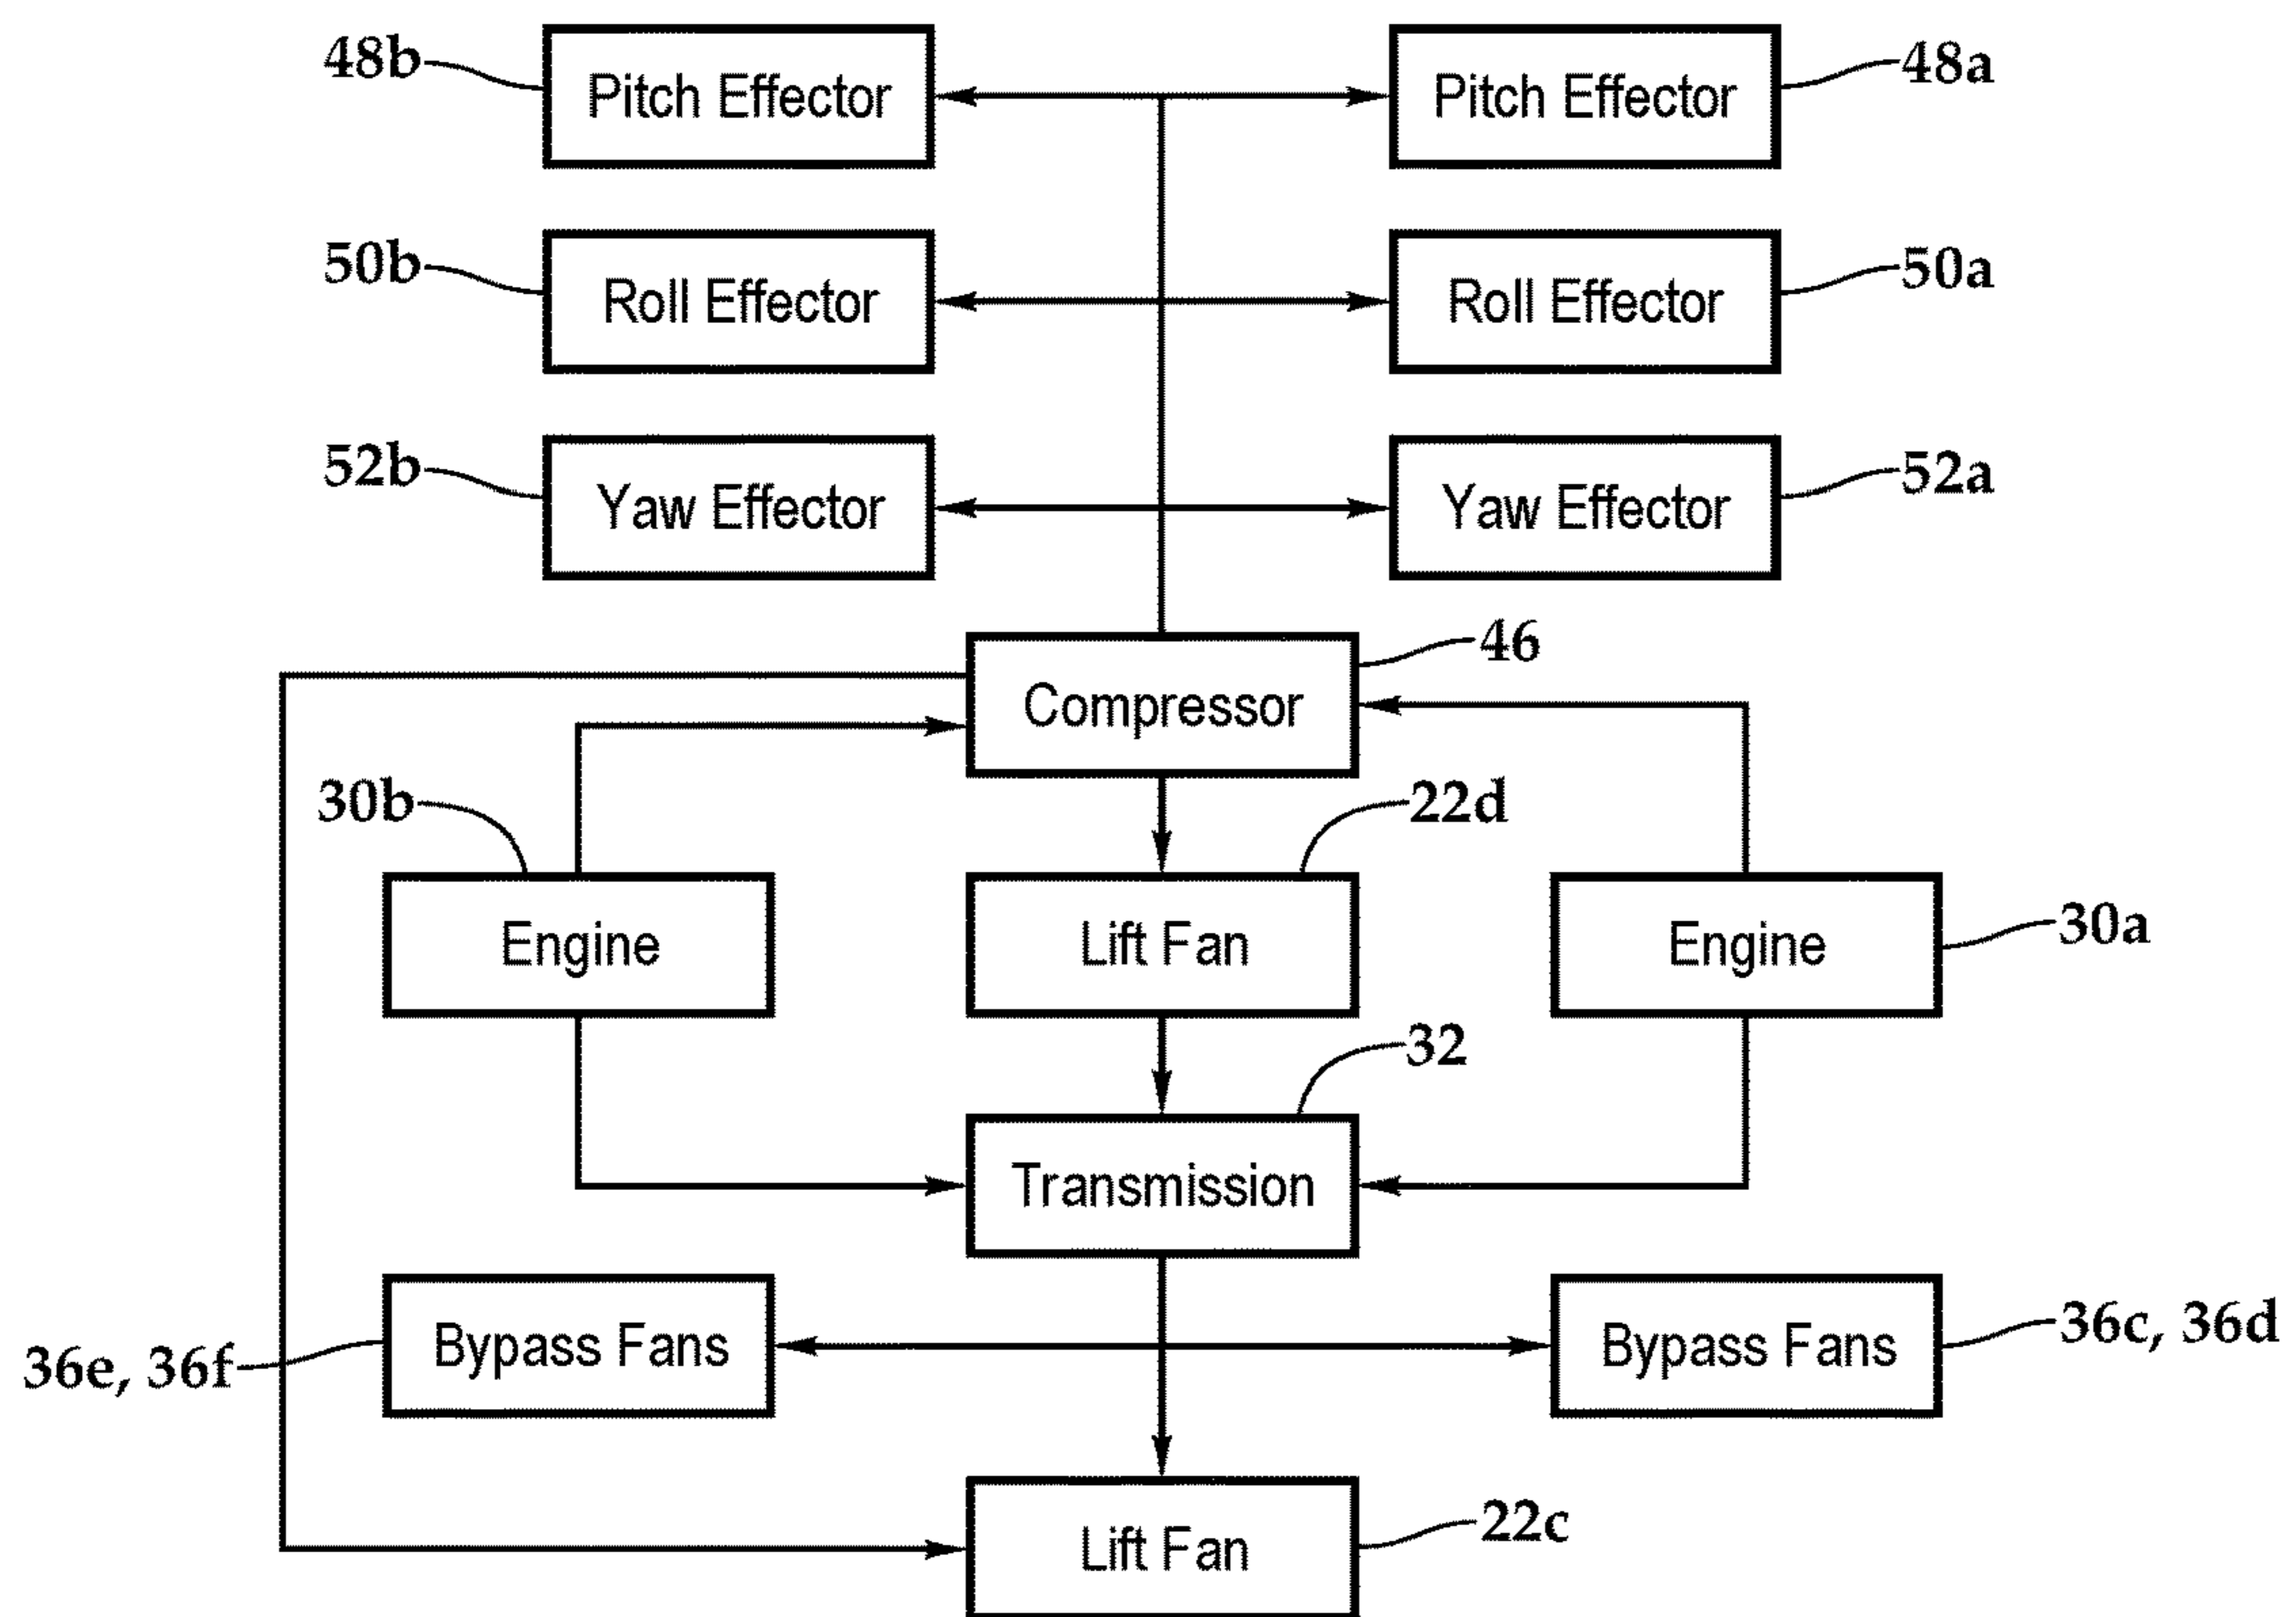 48b Pitch Effector Pitch Effector 48a
50b Roll Effector Roll Effector 50a
52b Yaw Effector Yaw Effector 52a
46
Compressor
30b 22d
Engine Lift Fan Engine 30a
32
Transmission
36e, 36f Bypass Fans Bypass Fans 36c, 36d
Lift Fan 22c